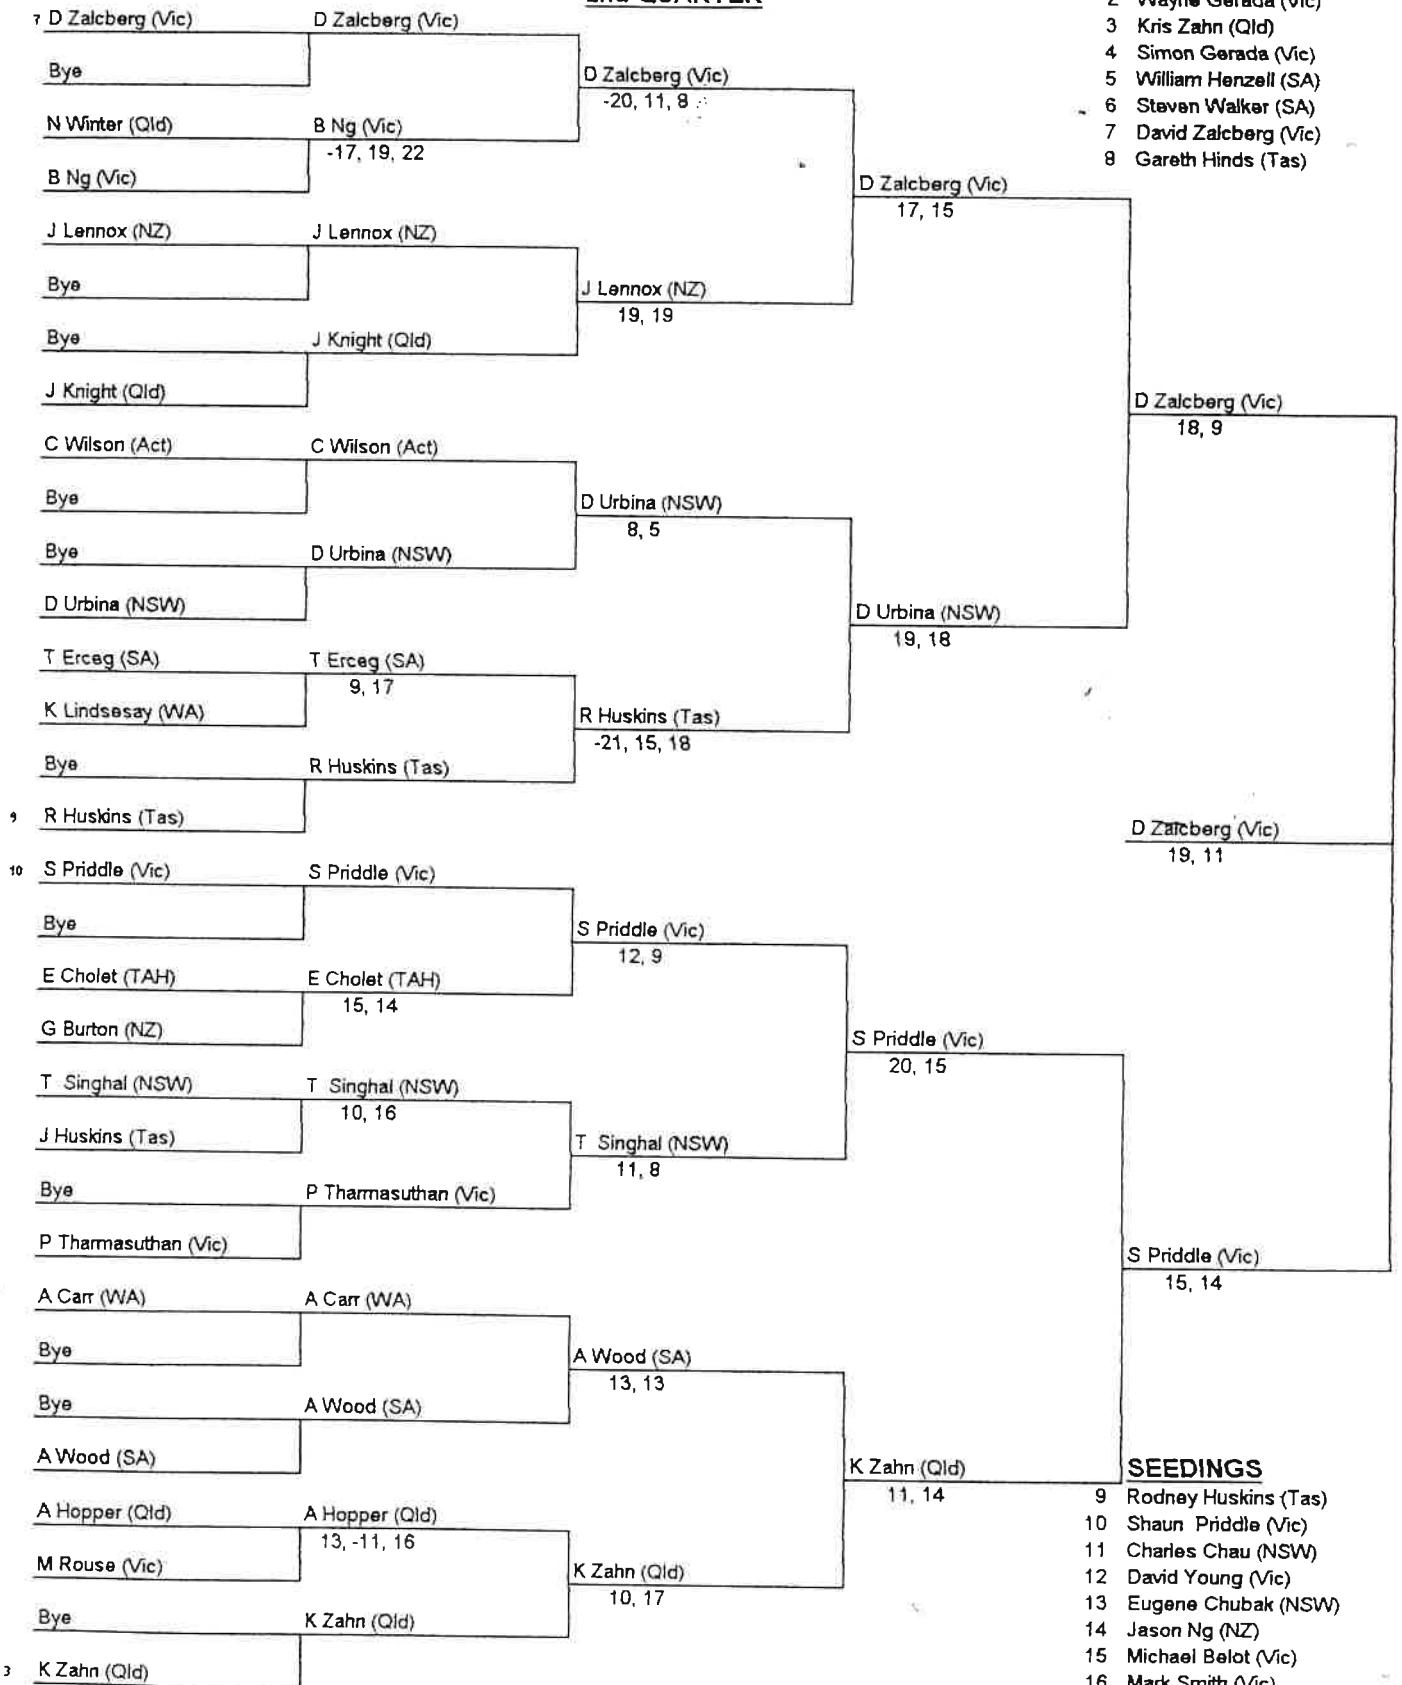 2nd QUARTER
2 Wayne Gerada (Vic)
3 Kris Zahn (Qld)
4 Simon Gerada (Vic)
5 William Henzell (SA)
6 Steven Walker (SA)
7 David Zalcberg (Vic)
8 Gareth Hinds (Tas)
7 D Zalcberg (Vic)
Bye
N Winter (Qld)
B Ng (Vic)
J Lennox (NZ)
Bye
Bye
J Knight (Qld)
C Wilson (Act)
Bye
Bye
D Urbina (NSW)
T Erceg (SA)
K Lindsesay (WA)
Bye
9 R Huskins (Tas)
10 S Priddle (Vic)
Bye
E Cholet (TAH)
G Burton (NZ)
T Singhal (NSW)
J Huskins (Tas)
Bye
P Tharmasuthan (Vic)
A Carr (WA)
Bye
Bye
A Wood (SA)
A Hopper (Qld)
M Rouse (Vic)
Bye
3 K Zahn (Qld)
D Zalcberg (Vic)
B Ng (Vic)
-17, 19, 22
J Lennox (NZ)
J Knight (Qld)
C Wilson (Act)
D Urbina (NSW)
T Erceg (SA)
9, 17
R Huskins (Tas)
S Priddle (Vic)
E Cholet (TAH)
15, 14
T Singhal (NSW)
10, 16
P Tharmasuthan (Vic)
A Carr (WA)
A Wood (SA)
A Hopper (Qld)
13, -11, 16
K Zahn (Qld)
D Zalcberg (Vic)
-20, 11, 8
J Lennox (NZ)
19, 19
D Urbina (NSW)
8, 5
R Huskins (Tas)
-21, 15, 18
S Priddle (Vic)
12, 9
T Singhal (NSW)
11, 8
A Wood (SA)
13, 13
K Zahn (Qld)
10, 17
D Zalcberg (Vic)
17, 15
D Urbina (NSW)
19, 18
S Priddle (Vic)
20, 15
K Zahn (Qld)
11, 14
D Zalcberg (Vic)
18, 9
S Priddle (Vic)
15, 14
D Zalcberg (Vic)
19, 11
SEEDINGS
9 Rodney Huskins (Tas)
10 Shaun Priddle (Vic)
11 Charles Chau (NSW)
12 David Young (Vic)
13 Eugene Chubak (NSW)
14 Jason Ng (NZ)
15 Michael Belot (Vic)
16 Mark Smith (Vic)